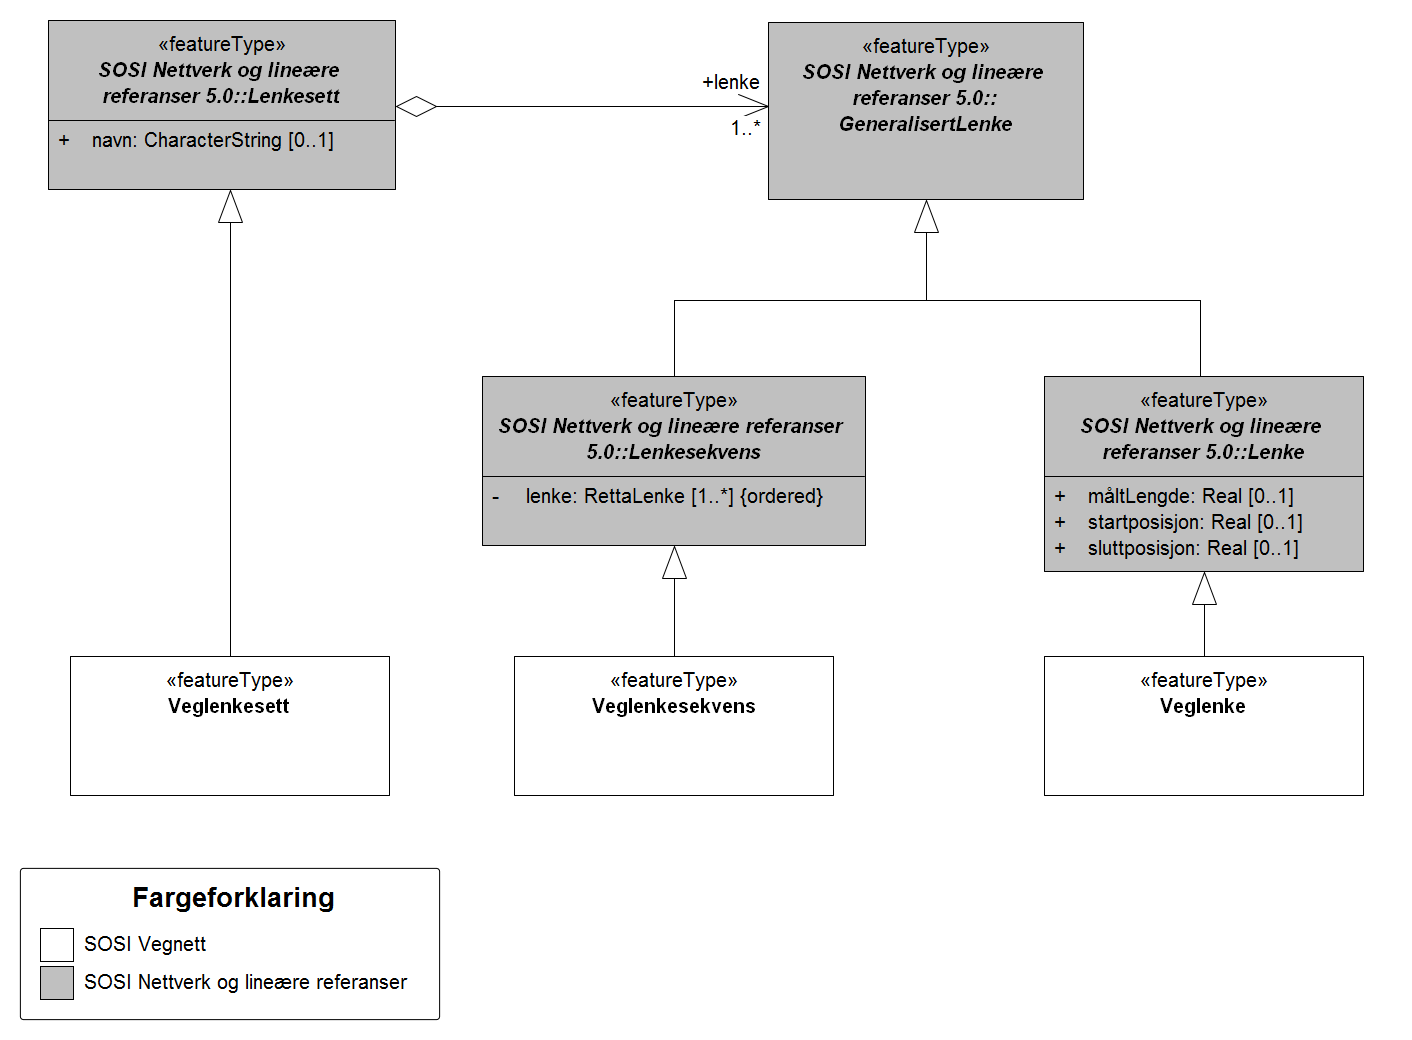 «featureType»
SOSI Nettverk og lineære
referanser 5.0::Lenkesett
+ navn: CharacterString [0..1]
+lenke
1..*
«featureType»
SOSI Nettverk og lineære
referanser 5.0::
GeneralisertLenke
«featureType»
SOSI Nettverk og lineære referanser
5.0::Lenkesekvens
- lenke: RettaLenke [1..*] {ordered}
«featureType»
SOSI Nettverk og lineære
referanser 5.0::Lenke
+ måltLengde: Real [0..1]
+ startposisjon: Real [0..1]
+ sluttposisjon: Real [0..1]
«featureType»
Veglenkesett
«featureType»
Veglenkesekvens
«featureType»
Veglenke
Fargeforklaring
SOSI Vegnett
SOSI Nettverk og lineære referanser